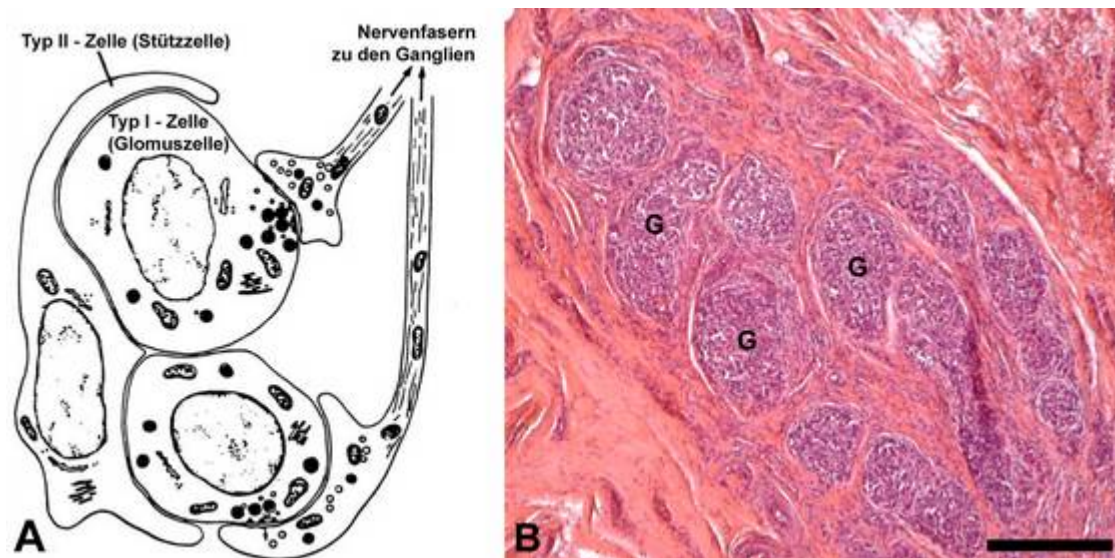 Typ II - Zelle (Stützzelle)
Nervenfasern
zu den Ganglien
Typ I - Zelle
(Glomuszelle)
A
G
G
G
B